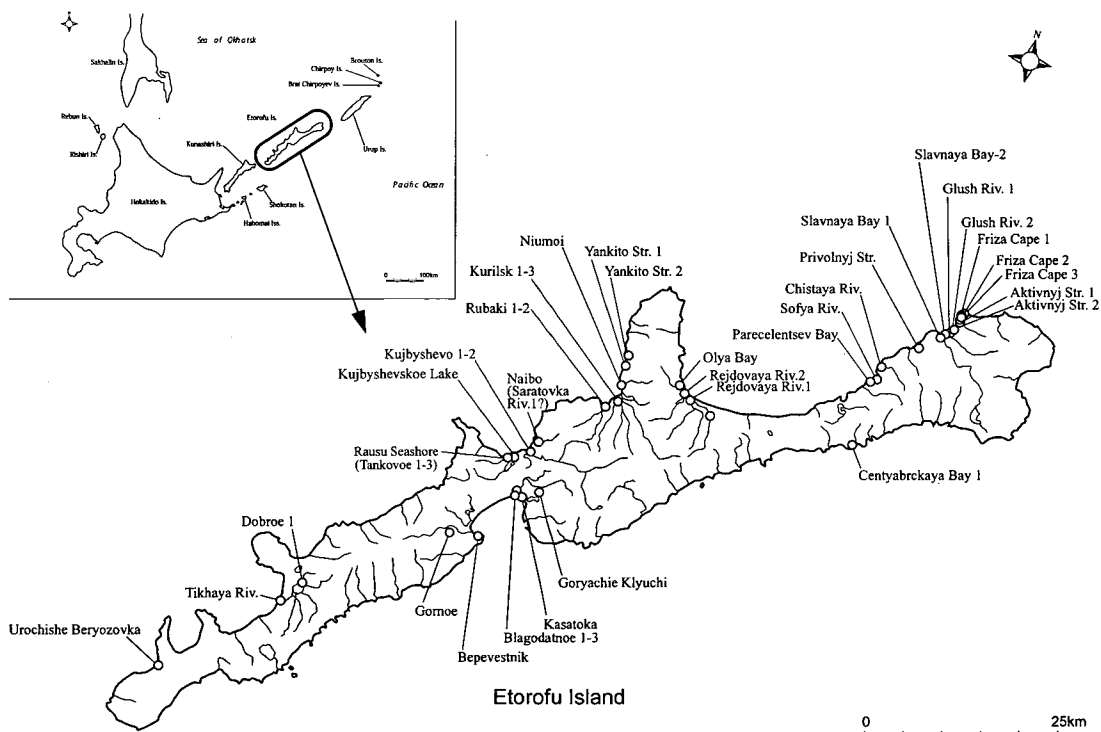 Sea of Okhotsk
Sakhalin Is.
Brouton Is.
Chirpoy Is.
Brat Chirpoyev Is.
Rebun Is.
Rishiri Is.
Etorofu Is.
Kunashiri Is.
Urup Is.
Pacific Ocean
Hokkaido Is.
Shikotan Is.
Habomai Iss.
0 100km
N
Slavnaya Bay-2
Glush Riv. 1
Slavnaya Bay 1
Glush Riv. 2
Friza Cape 1
Niumoi
Yankito Str. 1
Privolnyj Str.
Friza Cape 2
Kurilsk 1-3
Yankito Str. 2
Friza Cape 3
Chistaya Riv.
Aktivnyj Str. 1
Rubaki 1-2
Sofya Riv.
Aktivnyj Str. 2
Parecelentsev Bay
Kujbyshevo 1-2
Olya Bay
Kujbyshevskoe Lake
Naibo
(Saratovka
Riv.1?)
Rejdovaya Riv.2
Rejdovaya Riv.1
Rausu Seashore
(Tankovoe 1-3)
Centyabrckaya Bay 1
Dobroe 1
Goryachie Klyuchi
Tikhaya Riv.
Gornoe
Kasatoka
Urochishe Beryozovka
Blagodatnoe 1-3
Bepevestnik
Etorofu Island
0 25km